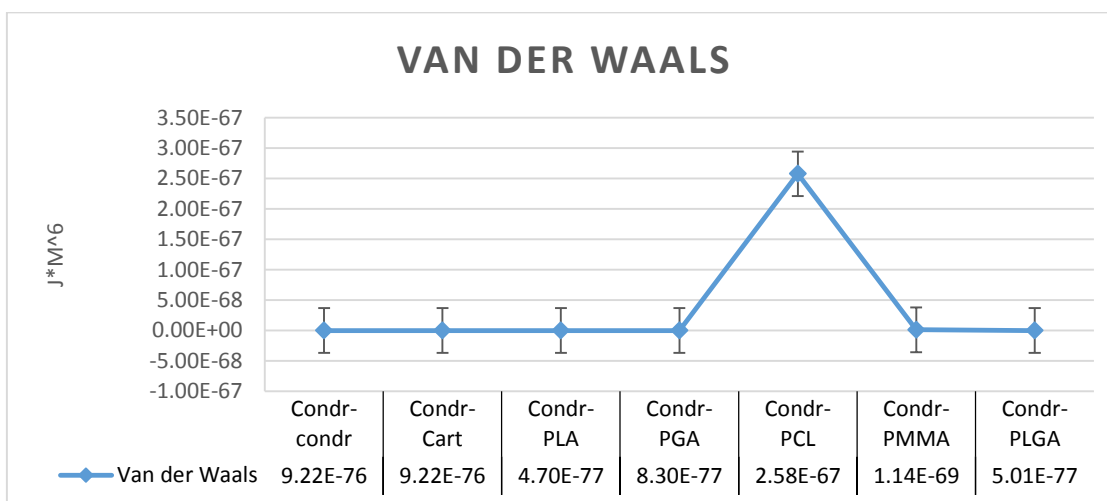 VAN DER WAALS
J*M^6
3.50E-67
3.00E-67
2.50E-67
2.00E-67
1.50E-67
1.00E-67
5.00E-68
0.00E+00
-5.00E-68
-1.00E-67
Condr-condr Condr-Cart Condr-PLA Condr-PGA Condr-PCL Condr-PMMA Condr-PLGA
Van der Waals 9.22E-76 9.22E-76 4.70E-77 8.30E-77 2.58E-67 1.14E-69 5.01E-77